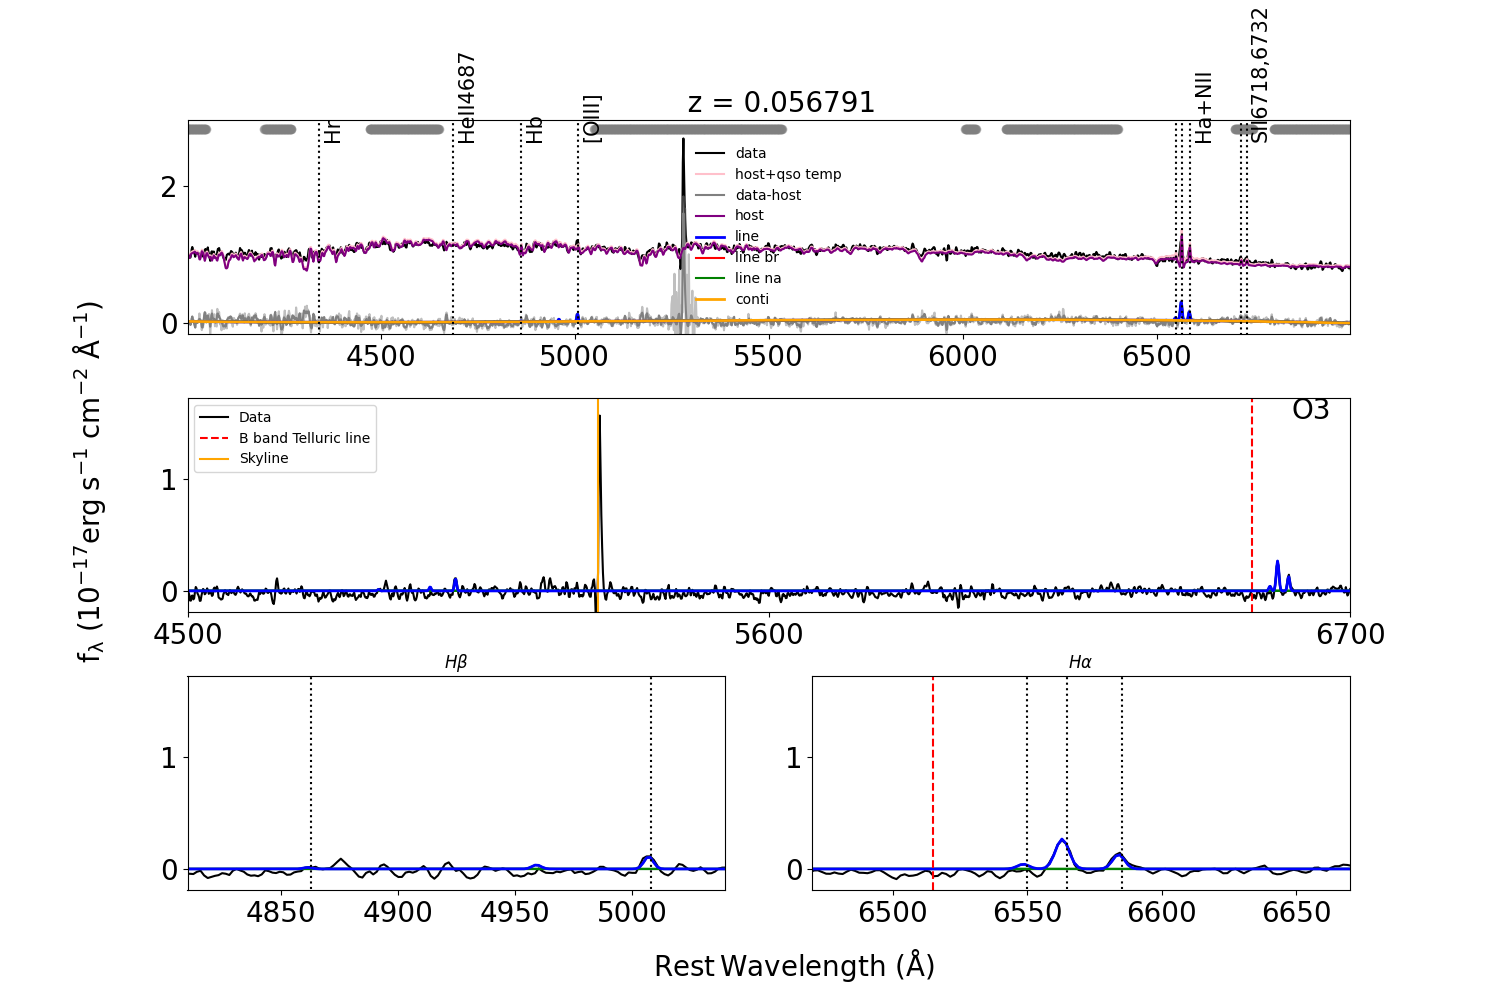 z = 0.056791
Hr
HeII4687
Hb
[OIII]
Ha+NII
SII6718,6732
data
host+qso temp
data-host
host
line
line br
line na
conti
2
0
4500 5000 5500 6000 6500
fλ (10⁻¹⁷erg s⁻¹ cm⁻² Å⁻¹)
O3
Data
B band Telluric line
Skyline
1
0
4500 5600 6700
Hβ
1
0
4850 4900 4950 5000
Hα
1
0
6500 6550 6600 6650
Rest Wavelength (Å)